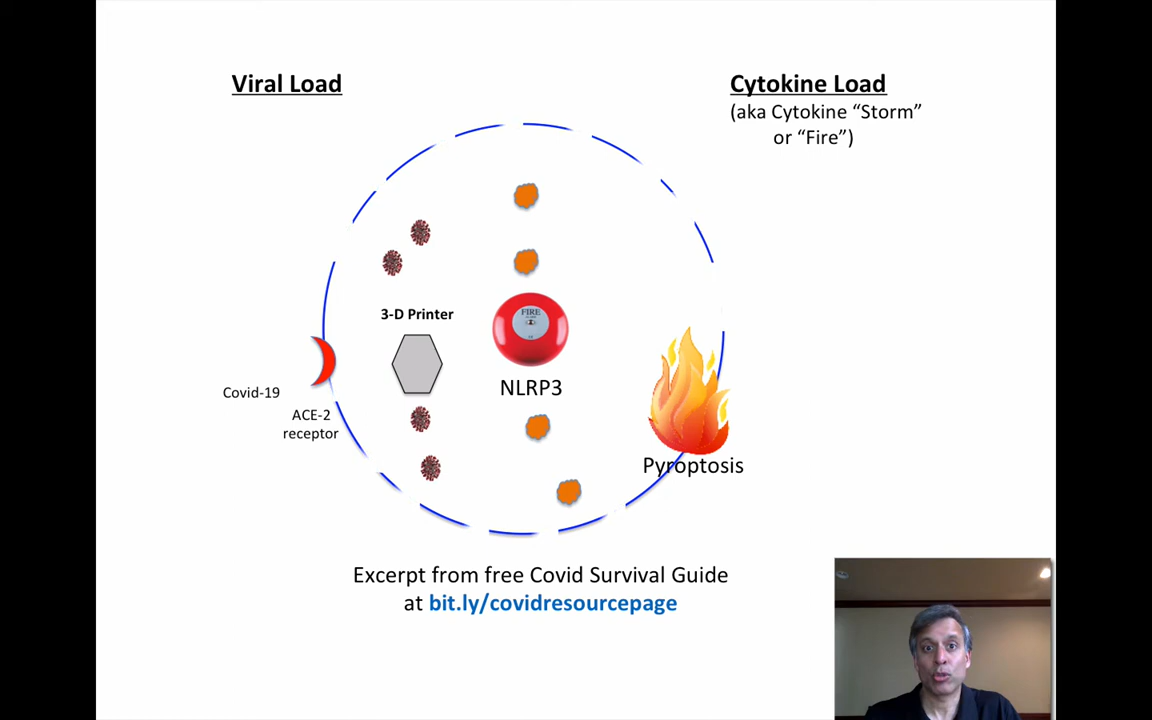 Viral Load
Cytokine Load
(aka Cytokine “Storm”
or “Fire”)
3-D Printer
FIRE
NLRP3
Covid-19
ACE-2
receptor
Pyroptosis
Excerpt from free Covid Survival Guide
at bit.ly/covidresourcepage